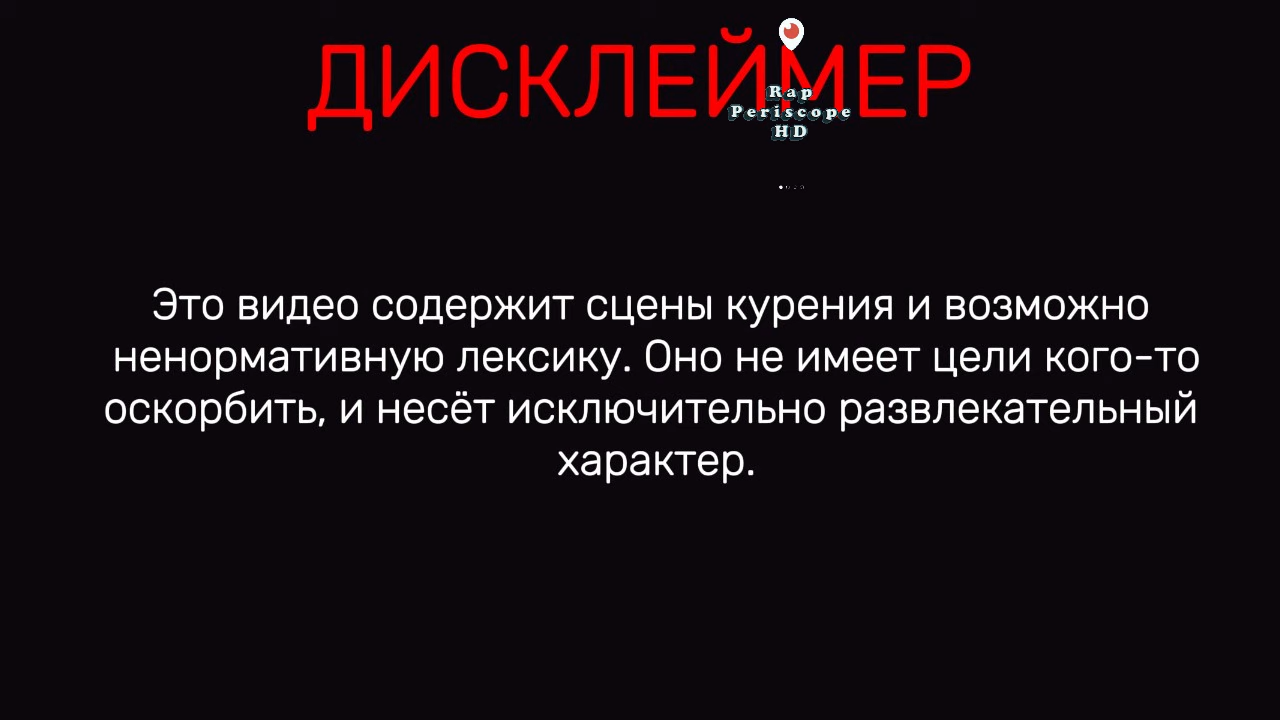 ДИСКЛЕЙМЕР
Rap
Periscope
HD
Это видео содержит сцены курения и возможно
ненормативную лексику. Оно не имеет цели кого-то
оскорбить, и несёт исключительно развлекательный
характер.